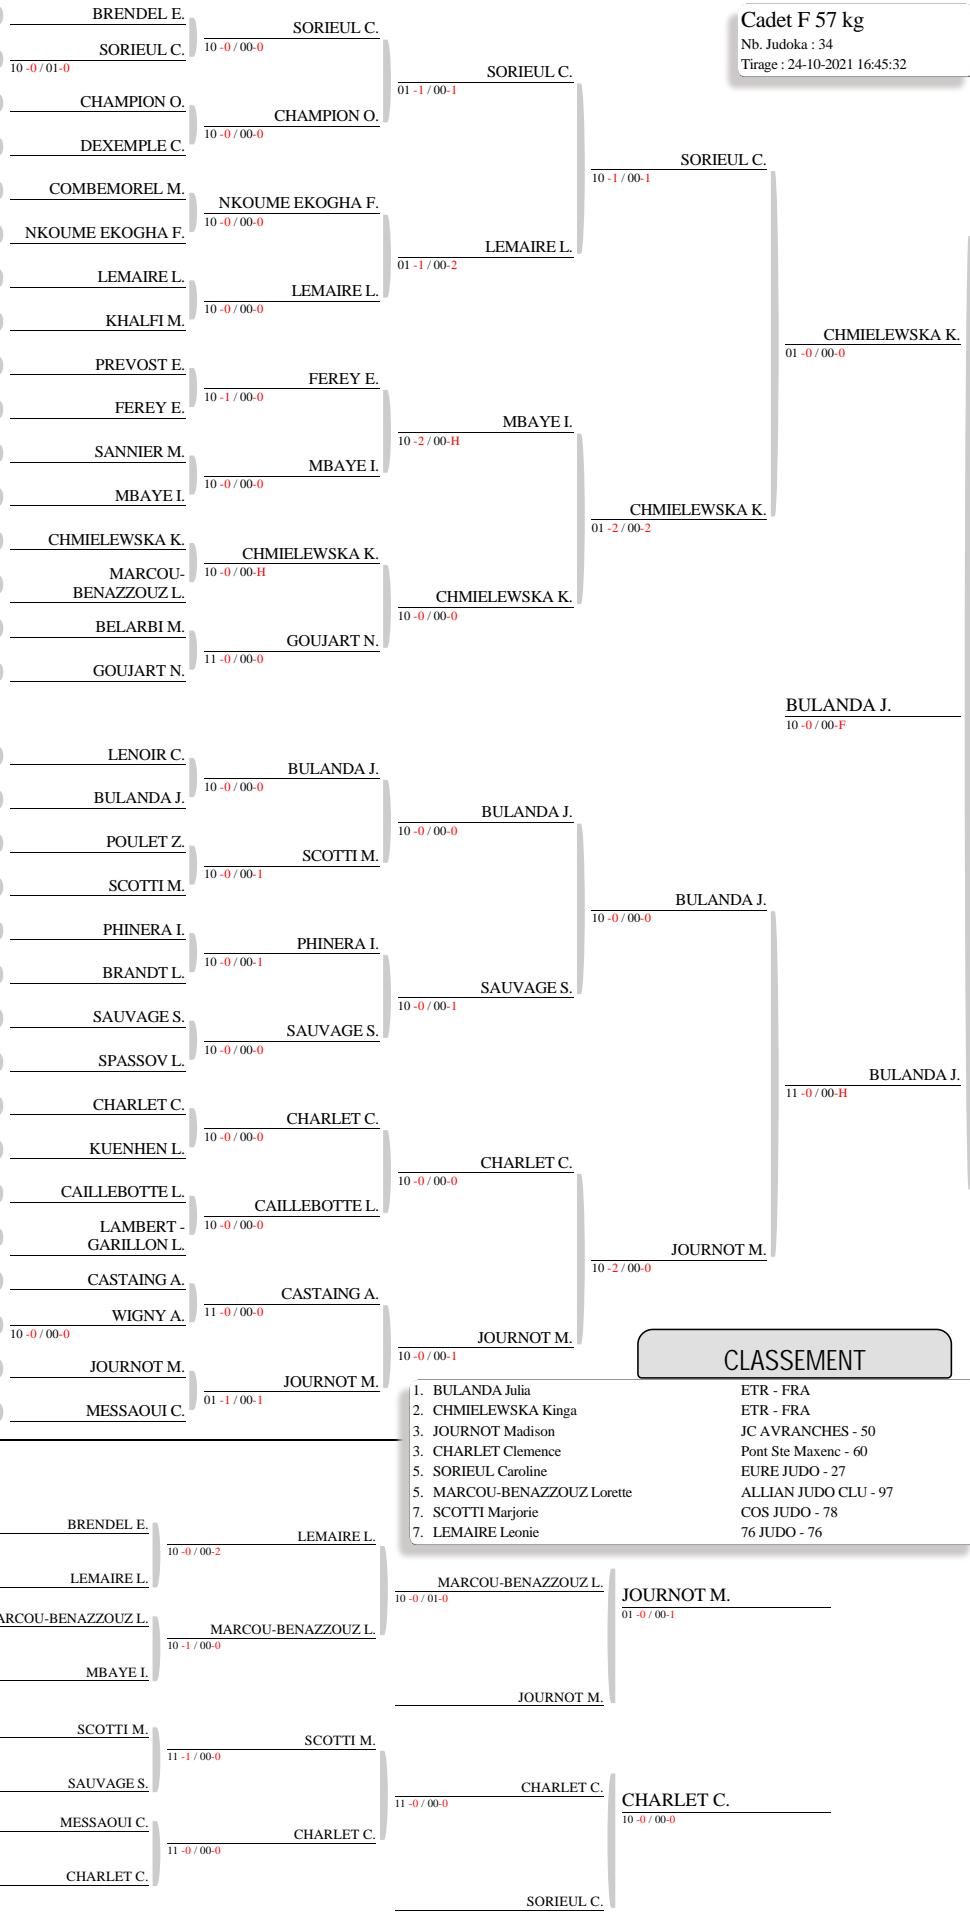 Cadet F 57 kg
Nb. Judoka : 34
Tirage : 24-10-2021 16:45:32
BRENDEL E.
SORIEUL C.
10 -0 / 01-0
CHAMPION O.
DEXEMPLE C.
COMBEMOREL M.
NKOUME EKOGHA F.
LEMAIRE L.
KHALFI M.
PREVOST E.
FEREY E.
SANNIER M.
MBAYE I.
CHMIELEWSKA K.
MARCOU-
BENAZZOUZ L.
BELARBI M.
GOUJART N.
LENOIR C.
BULANDA J.
POULET Z.
SCOTTI M.
PHINERA I.
BRANDT L.
SAUVAGE S.
SPASSOV L.
CHARLET C.
KUENHEN L.
CAILLEBOTTE L.
LAMBERT -
GARILLON L.
CASTAING A.
WIGNY A.
10 -0 / 00-0
JOURNOT M.
MESSAOUI C.
SORIEUL C.
10 -0 / 00-0
CHAMPION O.
10 -0 / 00-0
NKOUME EKOGHA F.
10 -0 / 00-0
LEMAIRE L.
10 -0 / 00-0
FEREY E.
10 -1 / 00-0
MBAYE I.
10 -0 / 00-0
CHMIELEWSKA K.
10 -0 / 00-H
GOUJART N.
11 -0 / 00-0
BULANDA J.
10 -0 / 00-0
SCOTTI M.
10 -0 / 00-1
PHINERA I.
10 -0 / 00-1
SAUVAGE S.
10 -0 / 00-0
CHARLET C.
10 -0 / 00-0
CAILLEBOTTE L.
10 -0 / 00-0
CASTAING A.
11 -0 / 00-0
JOURNOT M.
01 -1 / 00-1
SORIEUL C.
01 -1 / 00-1
LEMAIRE L.
01 -1 / 00-2
MBAYE I.
10 -2 / 00-H
CHMIELEWSKA K.
10 -0 / 00-0
BULANDA J.
10 -0 / 00-0
SAUVAGE S.
10 -0 / 00-1
CHARLET C.
10 -0 / 00-0
JOURNOT M.
10 -0 / 00-1
SORIEUL C.
10 -1 / 00-1
CHMIELEWSKA K.
01 -2 / 00-2
BULANDA J.
10 -0 / 00-0
JOURNOT M.
10 -2 / 00-0
CHMIELEWSKA K.
01 -0 / 00-0
BULANDA J.
10 -0 / 00-F
BULANDA J.
11 -0 / 00-H
CLASSEMENT
1. BULANDA Julia ETR - FRA
2. CHMIELEWSKA Kinga ETR - FRA
3. JOURNOT Madison JC AVRANCHES - 50
3. CHARLET Clemence Pont Ste Maxenc - 60
5. SORIEUL Caroline EURE JUDO - 27
5. MARCOU-BENAZZOUZ Lorette ALLIAN JUDO CLU - 97
7. SCOTTI Marjorie COS JUDO - 78
7. LEMAIRE Leonie 76 JUDO - 76
BRENDEL E.
LEMAIRE L.
ARCOU-BENAZZOUZ L.
MBAYE I.
SCOTTI M.
SAUVAGE S.
MESSAOUI C.
CHARLET C.
LEMAIRE L.
10 -0 / 00-2
MARCOU-BENAZZOUZ L.
10 -1 / 00-0
SCOTTI M.
11 -1 / 00-0
CHARLET C.
11 -0 / 00-0
MARCOU-BENAZZOUZ L.
10 -0 / 01-0
JOURNOT M.
CHARLET C.
11 -0 / 00-0
SORIEUL C.
JOURNOT M.
01 -0 / 00-1
CHARLET C.
10 -0 / 00-0